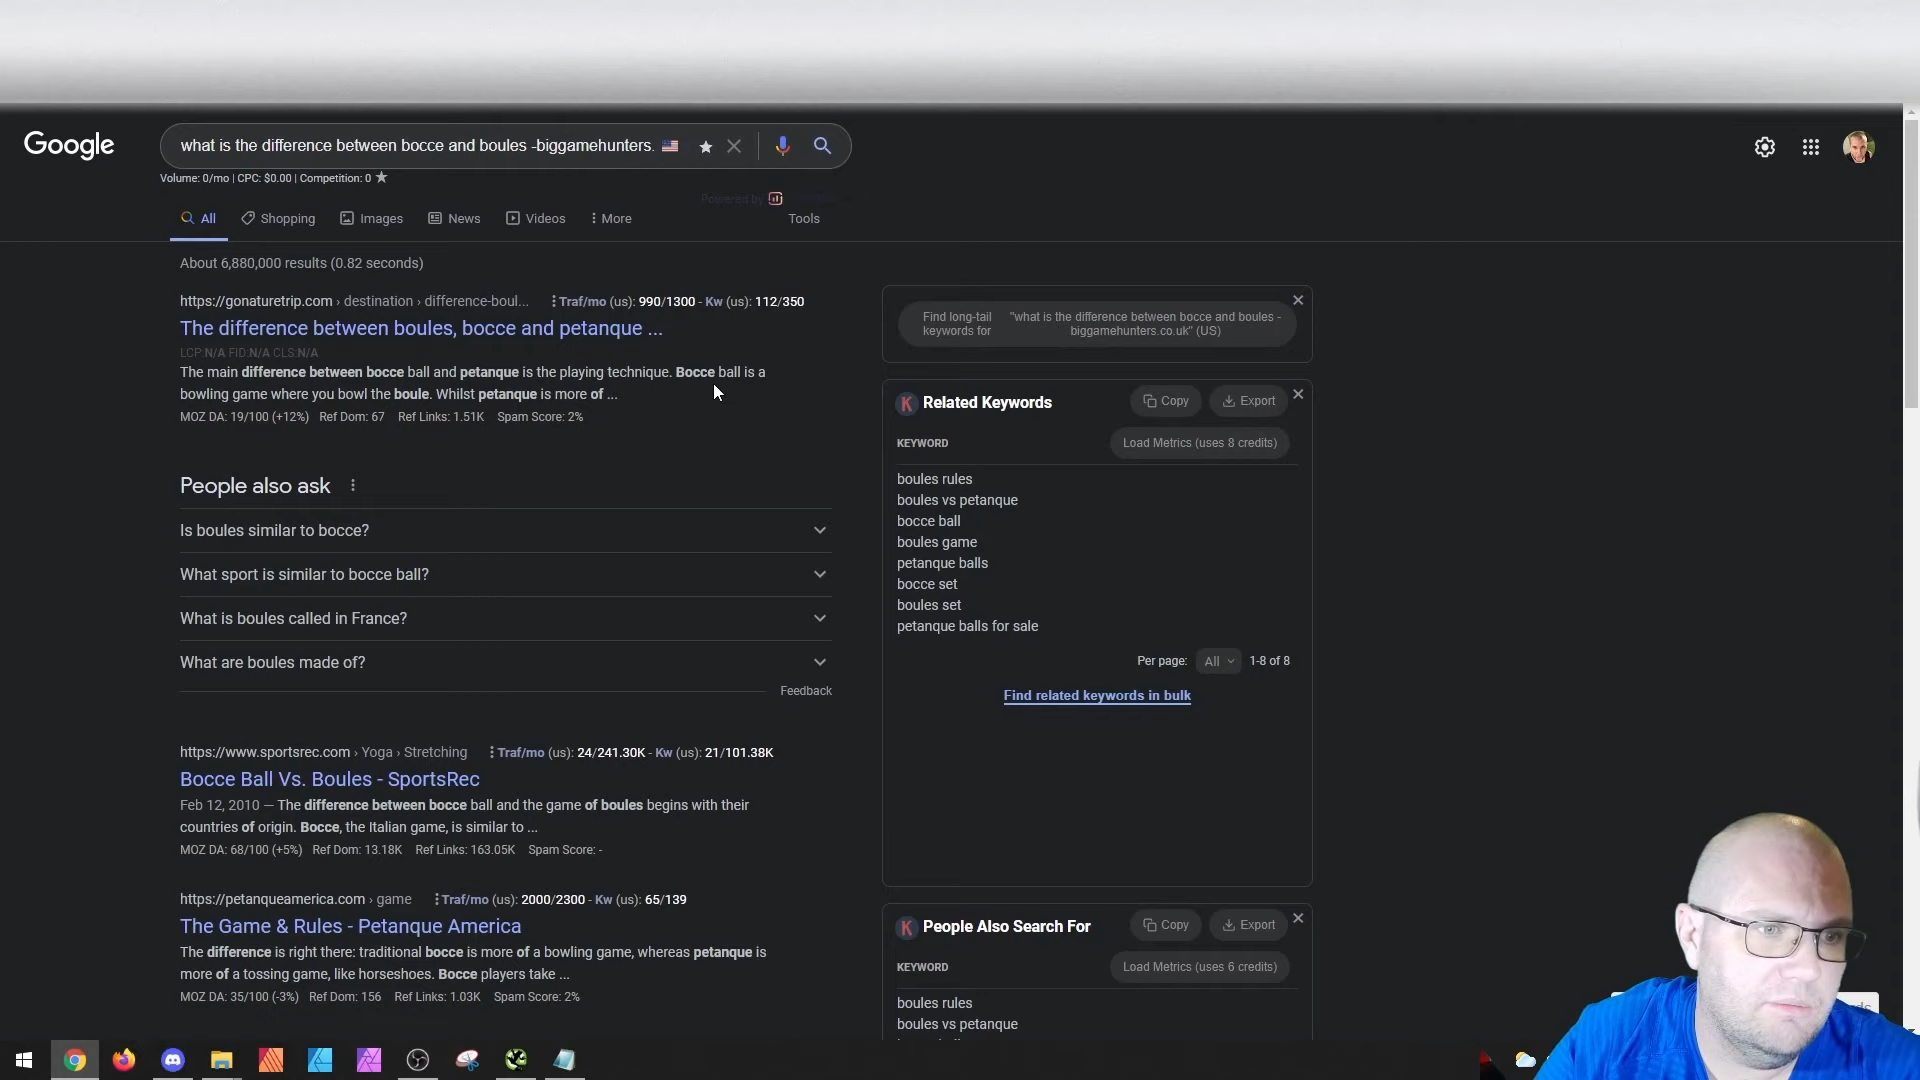 Google
what is the difference between bocce and boules -biggamehunters.
Volume: 0/mo | CPC: $0.00 | Competition: 0
Powered by
All
Shopping
Images
News
Videos
More
Tools
About 6,880,000 results (0.82 seconds)
https://gonaturetrip.com › destination › difference-boul...
Traf/mo (us): 990/1300 - Kw (us): 112/350
The difference between boules, bocce and petanque ...
LCP:N/A FID:N/A CLS:N/A
The main difference between bocce ball and petanque is the playing technique. Bocce ball is a
bowling game where you bowl the boule. Whilst petanque is more of ...
MOZ DA: 19/100 (+12%) Ref Dom: 67 Ref Links: 1.51K Spam Score: 2%
People also ask
Is boules similar to bocce?
What sport is similar to bocce ball?
What is boules called in France?
What are boules made of?
Feedback
https://www.sportsrec.com › Yoga › Stretching
Traf/mo (us): 24/241.30K - Kw (us): 21/101.38K
Bocce Ball Vs. Boules - SportsRec
Feb 12, 2010 — The difference between bocce ball and the game of boules begins with their
countries of origin. Bocce, the Italian game, is similar to ...
MOZ DA: 68/100 (+5%) Ref Dom: 13.18K Ref Links: 163.05K Spam Score: -
https://petanqueamerica.com › game
Traf/mo (us): 2000/2300 - Kw (us): 65/139
The Game & Rules - Petanque America
The difference is right there: traditional bocce is more of a bowling game, whereas petanque is
more of a tossing game, like horseshoes. Bocce players take ...
MOZ DA: 35/100 (-3%) Ref Dom: 156 Ref Links: 1.03K Spam Score: 2%
Find long-tail
keywords for
"what is the difference between bocce and boules -
biggamehunters.co.uk" (US)
K
Related Keywords
Copy
Export
KEYWORD
Load Metrics (uses 8 credits)
boules rules
boules vs petanque
bocce ball
boules game
petanque balls
bocce set
boules set
petanque balls for sale
Per page: All 1-8 of 8
Find related keywords in bulk
K
People Also Search For
Copy
Export
KEYWORD
Load Metrics (uses 6 credits)
boules rules
boules vs petanque